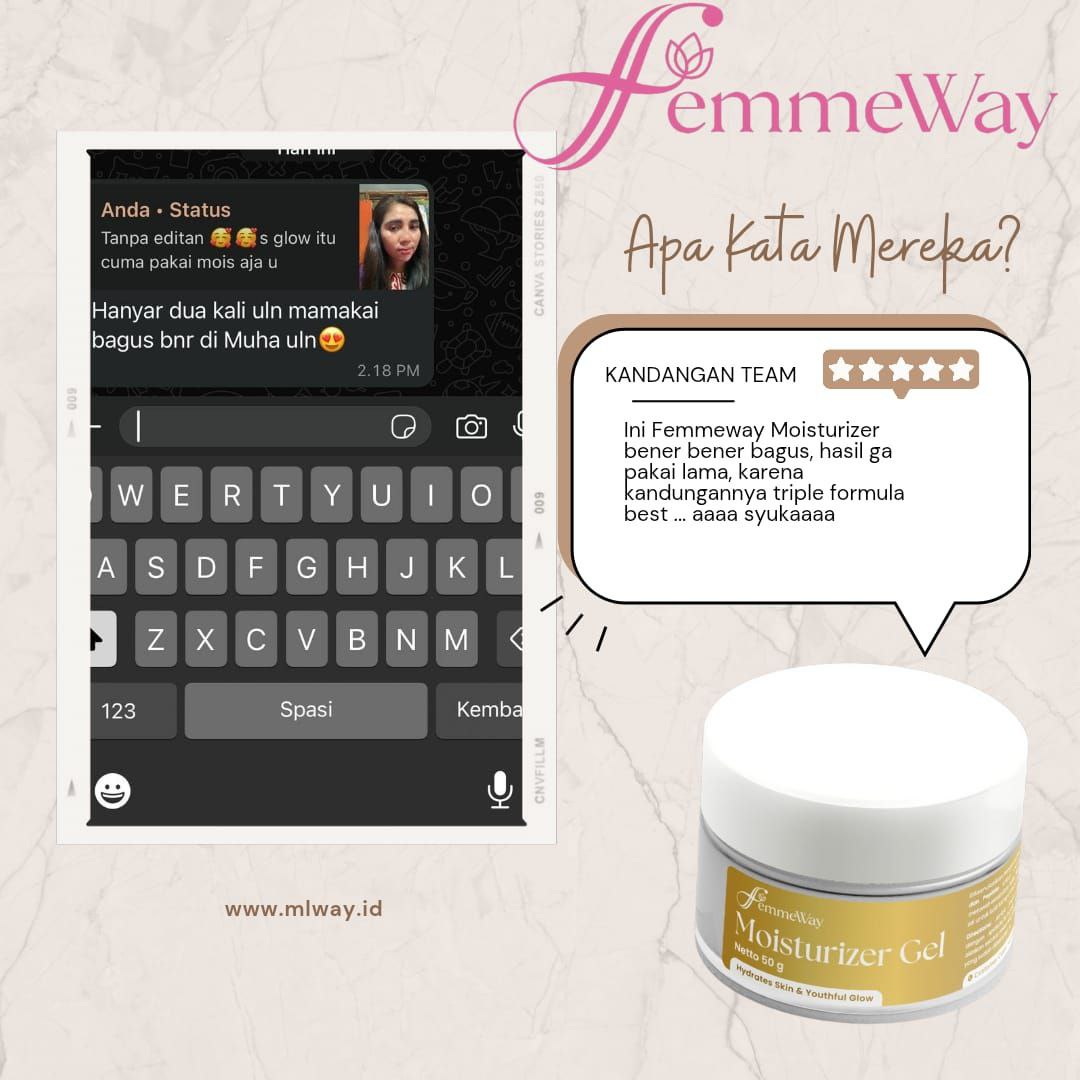 FemmeWay
Apa Kata Mereka?
Hari ini
Anda • Status
Tanpa editan 🥰🥰s glow itu
cuma pakai mois aja u
Hanyar dua kali uln mamakai
bagus bnr di Muha uln😍
2.18 PM
W E R T Y U I O
A S D F G H J K L
Z X C V B N M
123 Spasi Kemba
CANVA STORIES Z850
600
600
CNVFILLM
KANDANGAN TEAM
Ini Femmeway Moisturizer
bener bener bagus, hasil ga
pakai lama, karena
kandungannya triple formula
best ... aaaa syukaaaa
www.mlway.id
FemmeWay
Moisturizer Gel
Netto 50 g
Hydrates Skin & Youthful Glow